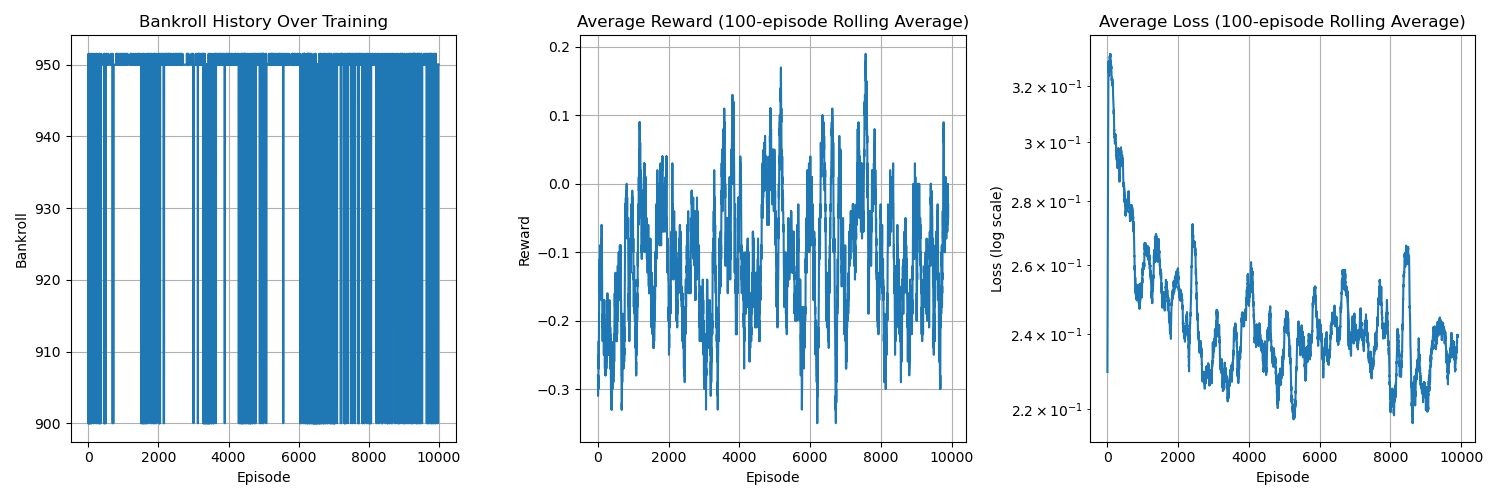 Bankroll History Over Training
Bankroll
950
940
930
920
910
900
0 2000 4000 6000 8000 10000
Episode
Average Reward (100-episode Rolling Average)
Reward
0.2
0.1
0.0
−0.1
−0.2
−0.3
0 2000 4000 6000 8000 10000
Episode
Average Loss (100-episode Rolling Average)
Loss (log scale)
3.2 × 10⁻¹
3 × 10⁻¹
2.8 × 10⁻¹
2.6 × 10⁻¹
2.4 × 10⁻¹
2.2 × 10⁻¹
0 2000 4000 6000 8000 10000
Episode